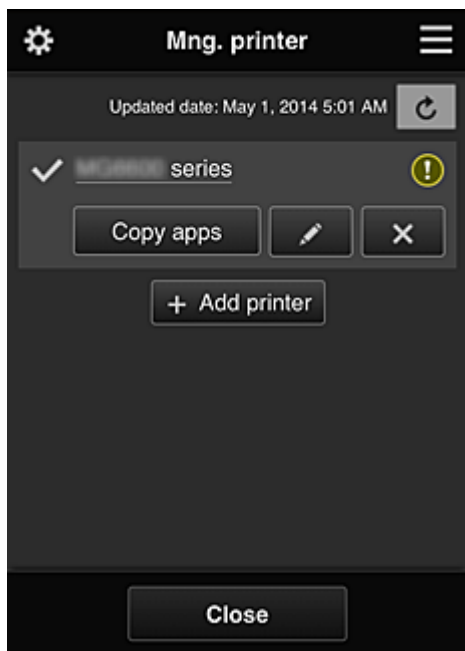 Mng. printer
Updated date: May 1, 2014 5:01 AM
series
Copy apps
+ Add printer
Close